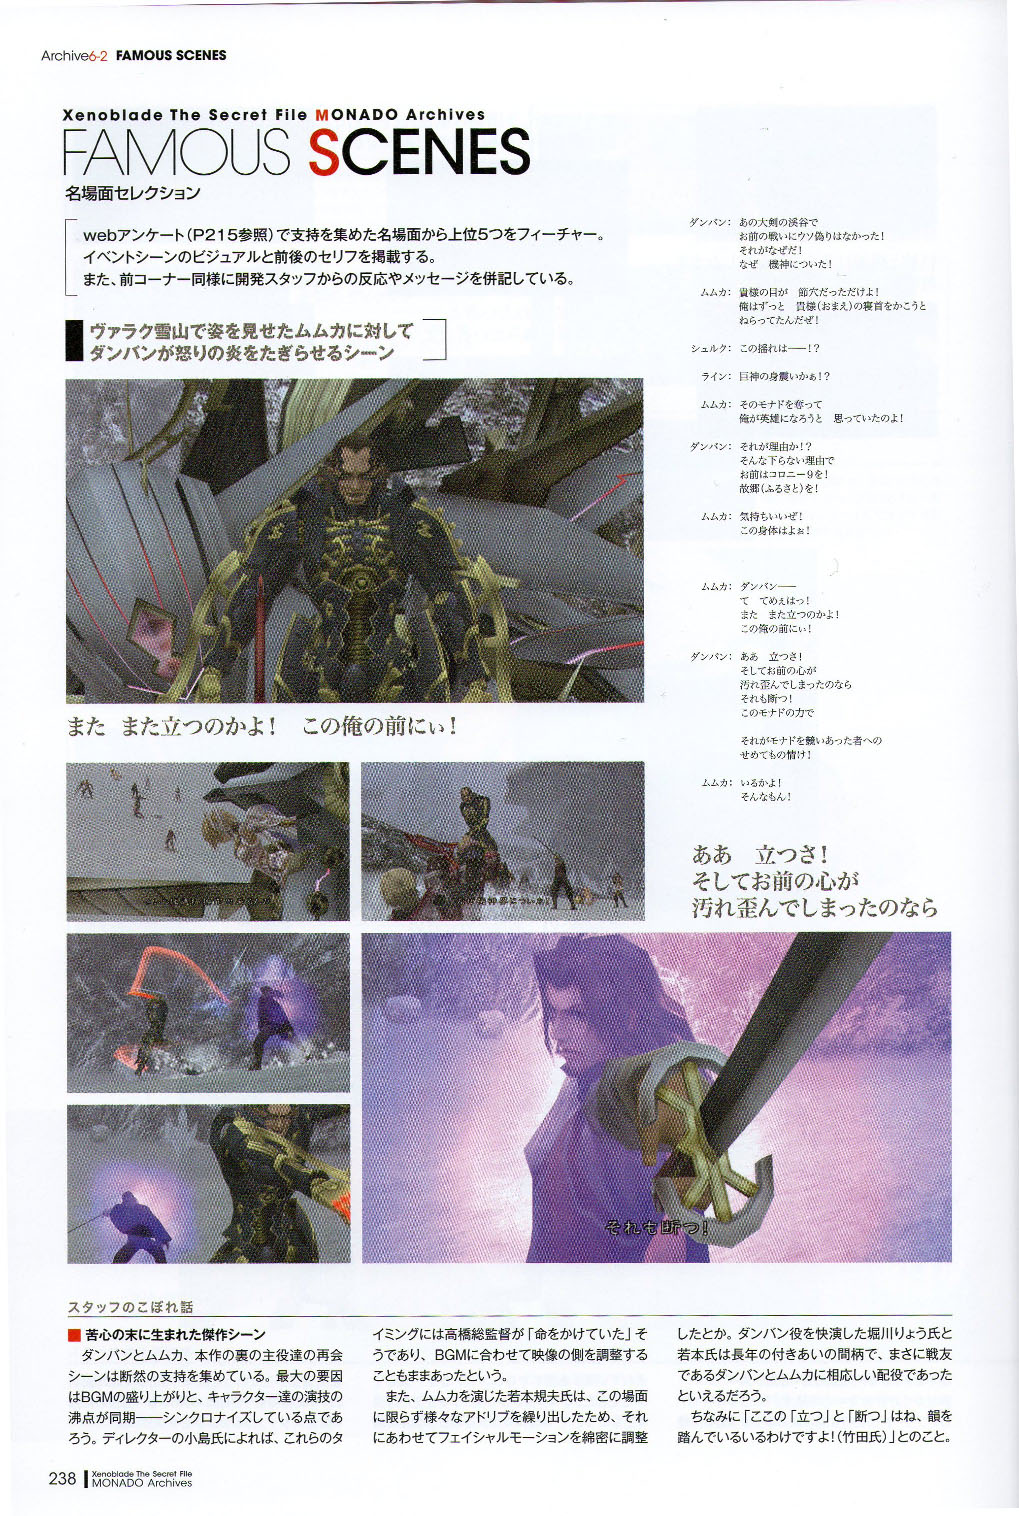 Archive6-2 FAMOUS SCENES
Xenoblade The Secret File MONADO Archives
FAMOUS SCENES
名場面セレクション
webアンケート(P215参照)で支持を集めた名場面から上位5つをフィーチャー。
イベントシーンのビジュアルと前後のセリフを掲載する。
また、前コーナー同様に開発スタッフからの反応やメッセージを併記している。
ヴァラク雪山で姿を見せたムムカに対して
ダンバンが怒りの炎をたぎらせるシーン
また また立つのかよ! この俺の前にぃ!
ダンバン: あの大剣の渓谷で
お前の戦いにウソ偽りはなかった!
それがなぜだ!
なぜ 機神についた!
ムムカ: 貴様の目が 節穴だっただけよ!
俺はずっと 貴様(おまえ)の寝首をかこうと
ねらってたんだぜ!
シュルク: この揺れは——!?
ライン: 巨神の身震いかぁ!?
ムムカ: そのモナドを奪って
俺が英雄になろうと 思っていたのよ!
ダンバン: それが理由か!?
そんな下らない理由で
お前はコロニー9を!
故郷(ふるさと)を!
ムムカ: 気持ちいいぜ!
この身体はよぉ!
ムムカ: ダンバン——
て てめぇはっ!
また また立つのかよ!
この俺の前にぃ!
ダンバン: ああ 立つさ!
そしてお前の心が
汚れ歪んでしまったのなら
それも断つ!
このモナドの力で
それがモナドを競いあった者への
せめてもの情け!
ムムカ: いるかよ!
そんなもん!
ああ 立つさ!
そしてお前の心が
汚れ歪んでしまったのなら
それも断つ!
スタッフのこぼれ話
■ 苦心の末に生まれた傑作シーン
ダンバンとムムカ、本作の裏の主役達の再会
シーンは断然の支持を集めている。最大の要因
はBGMの盛り上がりと、キャラクター達の演技の
沸点が同期——シンクロナイズしている点であ
ろう。ディレクターの小島氏によれば、これらのタ
イミングには高橋総監督が「命をかけていた」そ
うであり、BGMに合わせて映像の側を調整する
こともままあったという。
また、ムムカを演じた若本規夫氏は、この場面
に限らず様々なアドリブを繰り出したため、それ
にあわせてフェイシャルモーションを綿密に調整
したとか。ダンバン役を快演した堀川りょう氏と
若本氏は長年の付きあいの間柄で、まさに戦友
であるダンバンとムムカに相応しい配役であった
といえるだろう。
ちなみに「ここの「立つ」と「断つ」はね、韻を
踏んでいるいるわけですよ!(竹田氏)」とのこと。
238 Xenoblade The Secret File
MONADO Archives